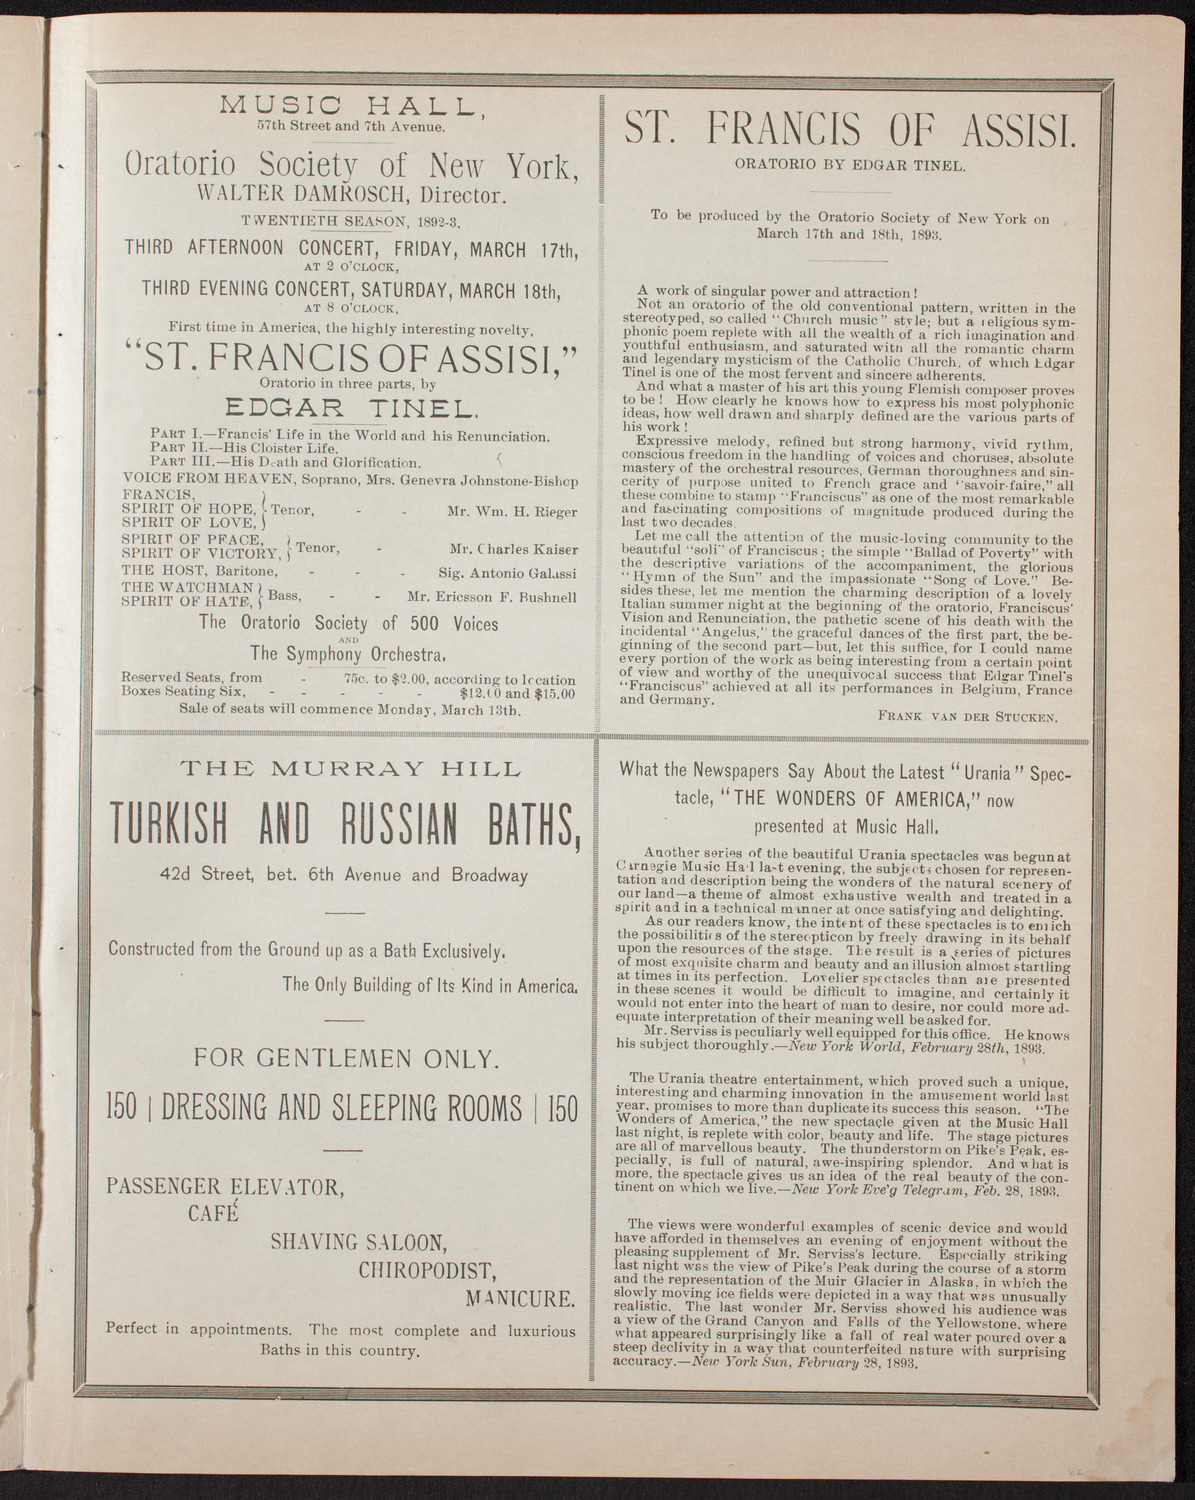 MUSIC HALL,
57th Street and 7th Avenue.
Oratorio Society of New York,
WALTER DAMROSCH, Director.
TWENTIETH SEASON, 1892-3.
THIRD AFTERNOON CONCERT, FRIDAY, MARCH 17th,
AT 2 O'CLOCK,
THIRD EVENING CONCERT, SATURDAY, MARCH 18th,
AT 8 O'CLOCK,
First time in America, the highly interesting novelty,
"ST. FRANCIS OF ASSISI,"
Oratorio in three parts, by
EDGAR TINEL.
PART I.—Francis' Life in the World and his Renunciation.
PART II.—His Cloister Life.
PART III.—His Death and Glorification.
VOICE FROM HEAVEN, Soprano, Mrs. Genevra Johnstone-Bishop
FRANCIS,
SPIRIT OF HOPE, } Tenor, - - Mr. Wm. H. Rieger
SPIRIT OF LOVE,
SPIRIT OF PEACE,
SPIRIT OF VICTORY, } Tenor, - Mr. Charles Kaiser
THE HOST, Baritone, - - - Sig. Antonio Galassi
THE WATCHMAN
SPIRIT OF HATE, } Bass, - - Mr. Ericsson F. Bushnell
The Oratorio Society of 500 Voices
AND
The Symphony Orchestra.
Reserved Seats, from - 75c. to $2.00, according to location
Boxes Seating Six, - - - - - $12.00 and $15.00
Sale of seats will commence Monday, March 13th.
ST. FRANCIS OF ASSISI.
ORATORIO BY EDGAR TINEL.
To be produced by the Oratorio Society of New York on
March 17th and 18th, 1893.
A work of singular power and attraction!
Not an oratorio of the old conventional pattern, written in the
stereotyped, so called "Church music" style; but a religious sym-
phonic poem replete with all the wealth of a rich imagination and
youthful enthusiasm, and saturated with all the romantic charm
and legendary mysticism of the Catholic Church, of which Edgar
Tinel is one of the most fervent and sincere adherents.
And what a master of his art this young Flemish composer proves
to be! How clearly he knows how to express his most polyphonic
ideas, how well drawn and sharply defined are the various parts of
his work!
Expressive melody, refined but strong harmony, vivid rythm,
conscious freedom in the handling of voices and choruses, absolute
mastery of the orchestral resources, German thoroughness and sin-
cerity of purpose united to French grace and "savoir-faire," all
these combine to stamp "Franciscus" as one of the most remarkable
and fascinating compositions of magnitude produced during the
last two decades.
Let me call the attention of the music-loving community to the
beautiful "soli" of Franciscus; the simple "Ballad of Poverty" with
the descriptive variations of the accompaniment, the glorious
"Hymn of the Sun" and the impassionate "Song of Love." Be-
sides these, let me mention the charming description of a lovely
Italian summer night at the beginning of the oratorio, Franciscus'
Vision and Renunciation, the pathetic scene of his death with the
incidental "Angelus," the graceful dances of the first part, the be-
ginning of the second part—but, let this suffice, for I could name
every portion of the work as being interesting from a certain point
of view and worthy of the unequivocal success that Edgar Tinel's
"Franciscus" achieved at all its performances in Belgium, France
and Germany.
FRANK VAN DER STUCKEN.
THE MURRAY HILL
TURKISH AND RUSSIAN BATHS,
42d Street, bet. 6th Avenue and Broadway
Constructed from the Ground up as a Bath Exclusively.
The Only Building of Its Kind in America.
FOR GENTLEMEN ONLY.
150 | DRESSING AND SLEEPING ROOMS | 150
PASSENGER ELEVATOR,
CAFÉ
SHAVING SALOON,
CHIROPODIST,
MANICURE.
Perfect in appointments. The most complete and luxurious
Baths in this country.
What the Newspapers Say About the Latest "Urania" Spec-
tacle, "THE WONDERS OF AMERICA," now
presented at Music Hall.
Another series of the beautiful Urania spectacles was begun at
Carnegie Music Hall last evening, the subjects chosen for represen-
tation and description being the wonders of the natural scenery of
our land—a theme of almost exhaustive wealth and treated in a
spirit and in a technical manner at once satisfying and delighting.
As our readers know, the intent of these spectacles is to enrich
the possibilities of the stereopticon by freely drawing in its behalf
upon the resources of the stage. The result is a series of pictures
of most exquisite charm and beauty and an illusion almost startling
at times in its perfection. Lovelier spectacles than are presented
in these scenes it would be difficult to imagine, and certainly it
would not enter into the heart of man to desire, nor could more ad-
equate interpretation of their meaning well be asked for.
Mr. Serviss is peculiarly well equipped for this office. He knows
his subject thoroughly.—New York World, February 28th, 1893.
The Urania theatre entertainment, which proved such a unique,
interesting and charming innovation in the amusement world last
year, promises to more than duplicate its success this season. "The
Wonders of America," the new spectacle given at the Music Hall
last night, is replete with color, beauty and life. The stage pictures
are all of marvellous beauty. The thunderstorm on Pike's Peak, es-
pecially, is full of natural, awe-inspiring splendor. And what is
more, the spectacle gives us an idea of the real beauty of the con-
tinent on which we live.—New York Eve'g Telegram, Feb. 28, 1893.
The views were wonderful examples of scenic device and would
have afforded in themselves an evening of enjoyment without the
pleasing supplement of Mr. Serviss's lecture. Especially striking
last night was the view of Pike's Peak during the course of a storm
and the representation of the Muir Glacier in Alaska, in which the
slowly moving ice fields were depicted in a way that was unusually
realistic. The last wonder Mr. Serviss showed his audience was
a view of the Grand Canyon and Falls of the Yellowstone, where
what appeared surprisingly like a fall of real water poured over a
steep declivity in a way that counterfeited nature with surprising
accuracy.—New York Sun, February 28, 1893.